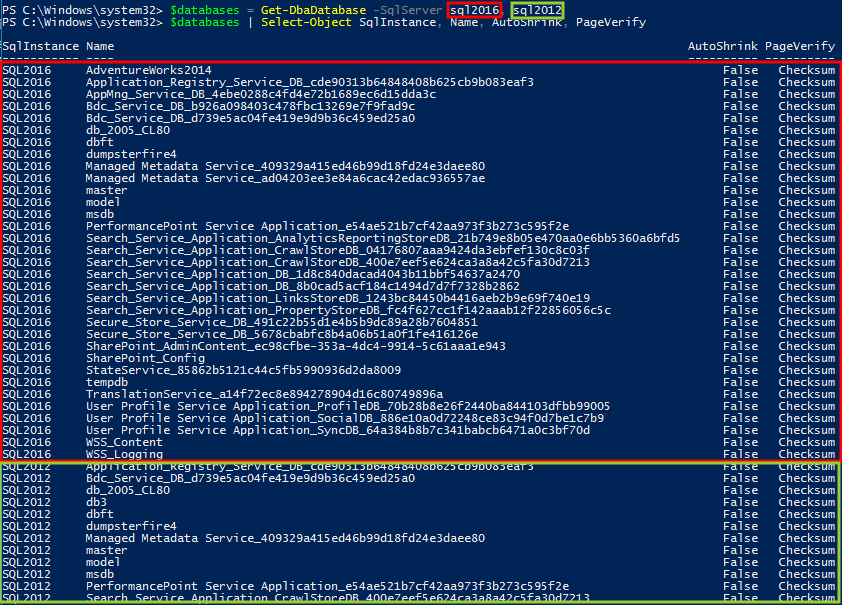 PS C:\Windows\system32> $databases = Get-DbaDatabase -SqlServer sql2016, sql2012
PS C:\Windows\system32> $databases | Select-Object SqlInstance, Name, AutoShrink, PageVerify
SqlInstance Name AutoShrink PageVerify
----------- ---- ---------- ----------
SQL2016 AdventureWorks2014 False Checksum
SQL2016 Application_Registry_Service_DB_cde90313b64848408b625cb9b083eaf3 False Checksum
SQL2016 AppMng_Service_DB_4ebe0288c4fd4e72b1689ec6d15dda3c False Checksum
SQL2016 Bdc_Service_DB_b926a098403c478fbc13269e7f9fad9c False Checksum
SQL2016 Bdc_Service_DB_d739e5ac04fe419e9d9b36c459ed25a0 False Checksum
SQL2016 db_2005_CL80 False Checksum
SQL2016 dbft False Checksum
SQL2016 dumpsterfire4 False Checksum
SQL2016 Managed Metadata Service_409329a415ed46b99d18fd24e3daee80 False Checksum
SQL2016 Managed Metadata Service_ad04203ee3e84a6cac42edac936557ae False Checksum
SQL2016 master False Checksum
SQL2016 model False Checksum
SQL2016 msdb False Checksum
SQL2016 PerformancePoint Service Application_e54ae521b7cf42aa973f3b273c595f2e False Checksum
SQL2016 Search_Service_Application_AnalyticsReportingStoreDB_21b749e8b05e470aa0e6bb5360a6bfd5 False Checksum
SQL2016 Search_Service_Application_CrawlStoreDB_04176807aaa9424da3ebfef130c8c03f False Checksum
SQL2016 Search_Service_Application_CrawlStoreDB_400e7eef5e624ca3a8a42c5fa30d7213 False Checksum
SQL2016 Search_Service_Application_DB_1d8c840dacad4043b11bbf54637a2470 False Checksum
SQL2016 Search_Service_Application_DB_8b0cad5acf184c1494d7d7f7328b2862 False Checksum
SQL2016 Search_Service_Application_LinksStoreDB_1243bc84450b4416aeb2b9e69f740e19 False Checksum
SQL2016 Search_Service_Application_PropertyStoreDB_fc4f627cc1f142aaab12f22856056c5c False Checksum
SQL2016 Secure_Store_Service_DB_491c22b55d1e4b5b9dc89a28b7604851 False Checksum
SQL2016 Secure_Store_Service_DB_5678cbabfc8b4a06b51a0f1fe416126e False Checksum
SQL2016 SharePoint_AdminContent_ec98cfbe-353a-4dc4-9914-5c61aaa1e943 False Checksum
SQL2016 SharePoint_Config False Checksum
SQL2016 StateService_85862b5121c44c5fb5990936d2da8009 False Checksum
SQL2016 tempdb False Checksum
SQL2016 TranslationService_a14f72ec8e894278904d16c80749896a False Checksum
SQL2016 User Profile Service Application_ProfileDB_70b28b8e26f2440ba844103dfbb99005 False Checksum
SQL2016 User Profile Service Application_SocialDB_886e10a0d72248ce83c94f0d7be1c7b9 False Checksum
SQL2016 User Profile Service Application_SyncDB_64a384b8b7c341babcb6471a0c3bf70d False Checksum
SQL2016 WSS_Content False Checksum
SQL2016 WSS_Logging False Checksum
SQL2012 Application_Registry_Service_DB_cde90313b64848408b625cb9b083eaf3 False Checksum
SQL2012 Bdc_Service_DB_d739e5ac04fe419e9d9b36c459ed25a0 False Checksum
SQL2012 db_2005_CL80 False Checksum
SQL2012 db3 False Checksum
SQL2012 dbft False Checksum
SQL2012 dumpsterfire4 False Checksum
SQL2012 Managed Metadata Service_409329a415ed46b99d18fd24e3daee80 False Checksum
SQL2012 master False Checksum
SQL2012 model False Checksum
SQL2012 msdb False Checksum
SQL2012 PerformancePoint Service Application_e54ae521b7cf42aa973f3b273c595f2e False Checksum
SQL2012 Search_Service_Application_CrawlStoreDB_400e7eef5e624ca3a8a42c5fa30d7213 False Checksum